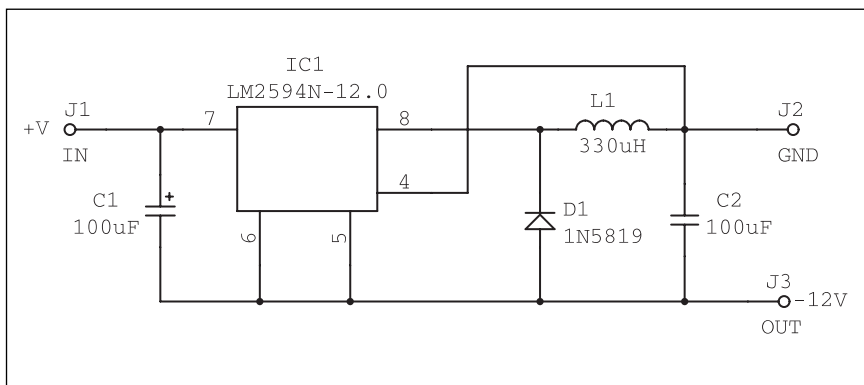 IC1
LM2594N-12.0
J1
+V
IN
7
8
4
6
5
C1
+
100uF
L1
330uH
D1
1N5819
C2
100uF
J2
GND
J3
-12V
OUT